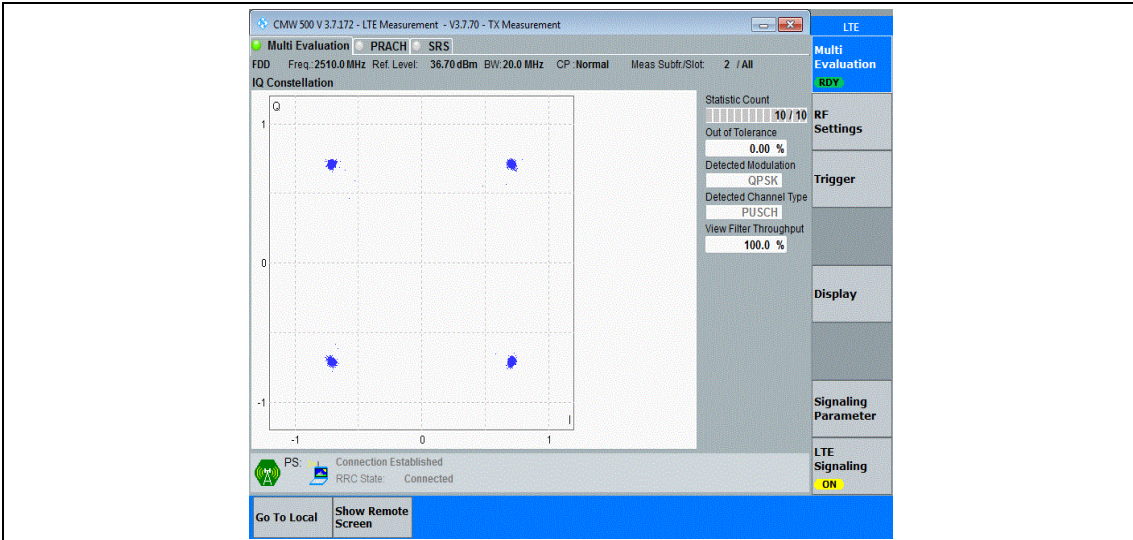 CMW 500 V 3.7.172 - LTE Measurement - V3.7.70 - TX Measurement
LTE
Multi Evaluation PRACH SRS
Multi
Evaluation
RDY
FDD Freq.:2510.0 MHz Ref. Level: 36.70 dBm BW:20.0 MHz CP :Normal Meas Subfr./Slot: 2 / All
IQ Constellation
Q
1
0
-1
-1 0 1
I
Statistic Count
10 / 10
Out of Tolerance
0.00 %
Detected Modulation
QPSK
Detected Channel Type
PUSCH
View Filter Throughput
100.0 %
RF
Settings
Trigger
Display
Signaling
Parameter
LTE
Signaling
ON
PS: Connection Established
RRC State: Connected
Go To Local
Show Remote
Screen